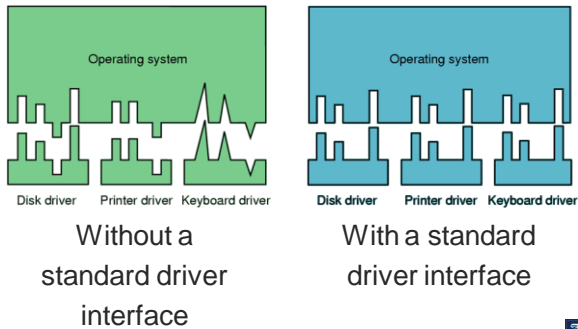 Operating system
Operating system
Disk driver
Printer driver
Keyboard driver
Disk driver
Printer driver
Keyboard driver
Without a
standard driver
interface
With a standard
driver interface